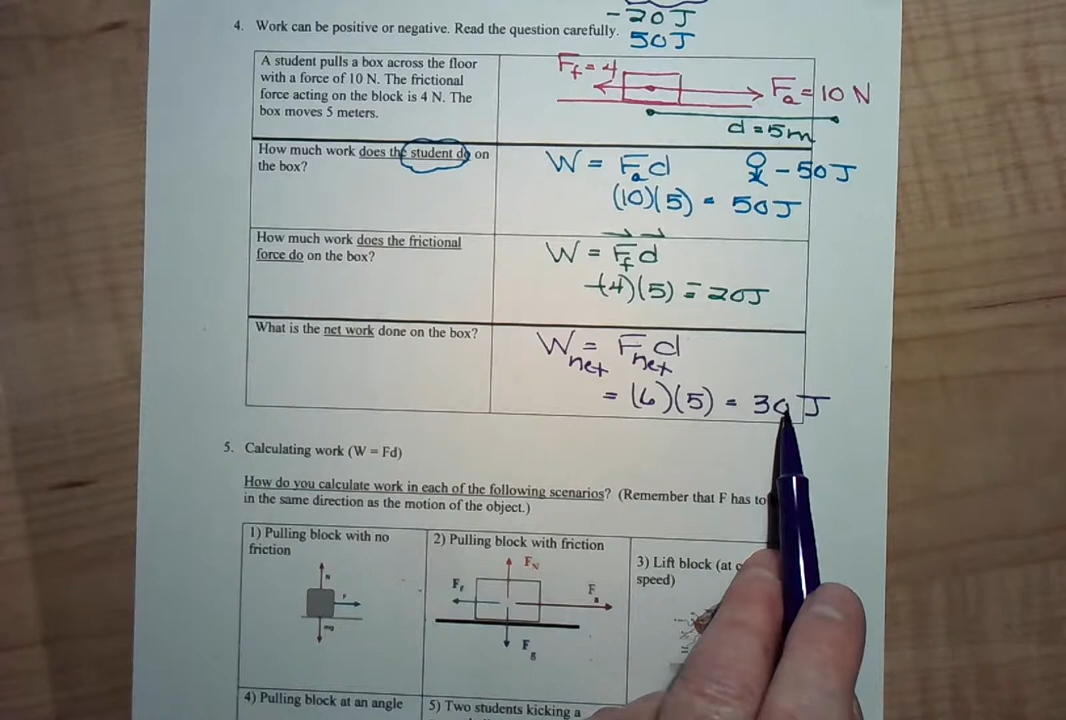 -20J
4. Work can be positive or negative. Read the question carefully. 50J
A student pulls a box across the floor
with a force of 10 N. The frictional
force acting on the block is 4 N. The
box moves 5 meters.
Ff = 4
Fa = 10 N
d = 5m
How much work does the student do on
the box?
W = Fad
-50J
(10)(5) = 50J
How much work does the frictional
force do on the box?
W = Ffd
-(4)(5) = -20J
What is the net work done on the box?
Wnet = Fnet d
= (6)(5) = 30 J
5. Calculating work (W = Fd)
How do you calculate work in each of the following scenarios? (Remember that F has to
in the same direction as the motion of the object.)
1) Pulling block with no
friction
N
F
mg
2) Pulling block with friction
FN
Ff
Fa
Fg
3) Lift block (at
speed)
4) Pulling block at an angle
5) Two students kicking a